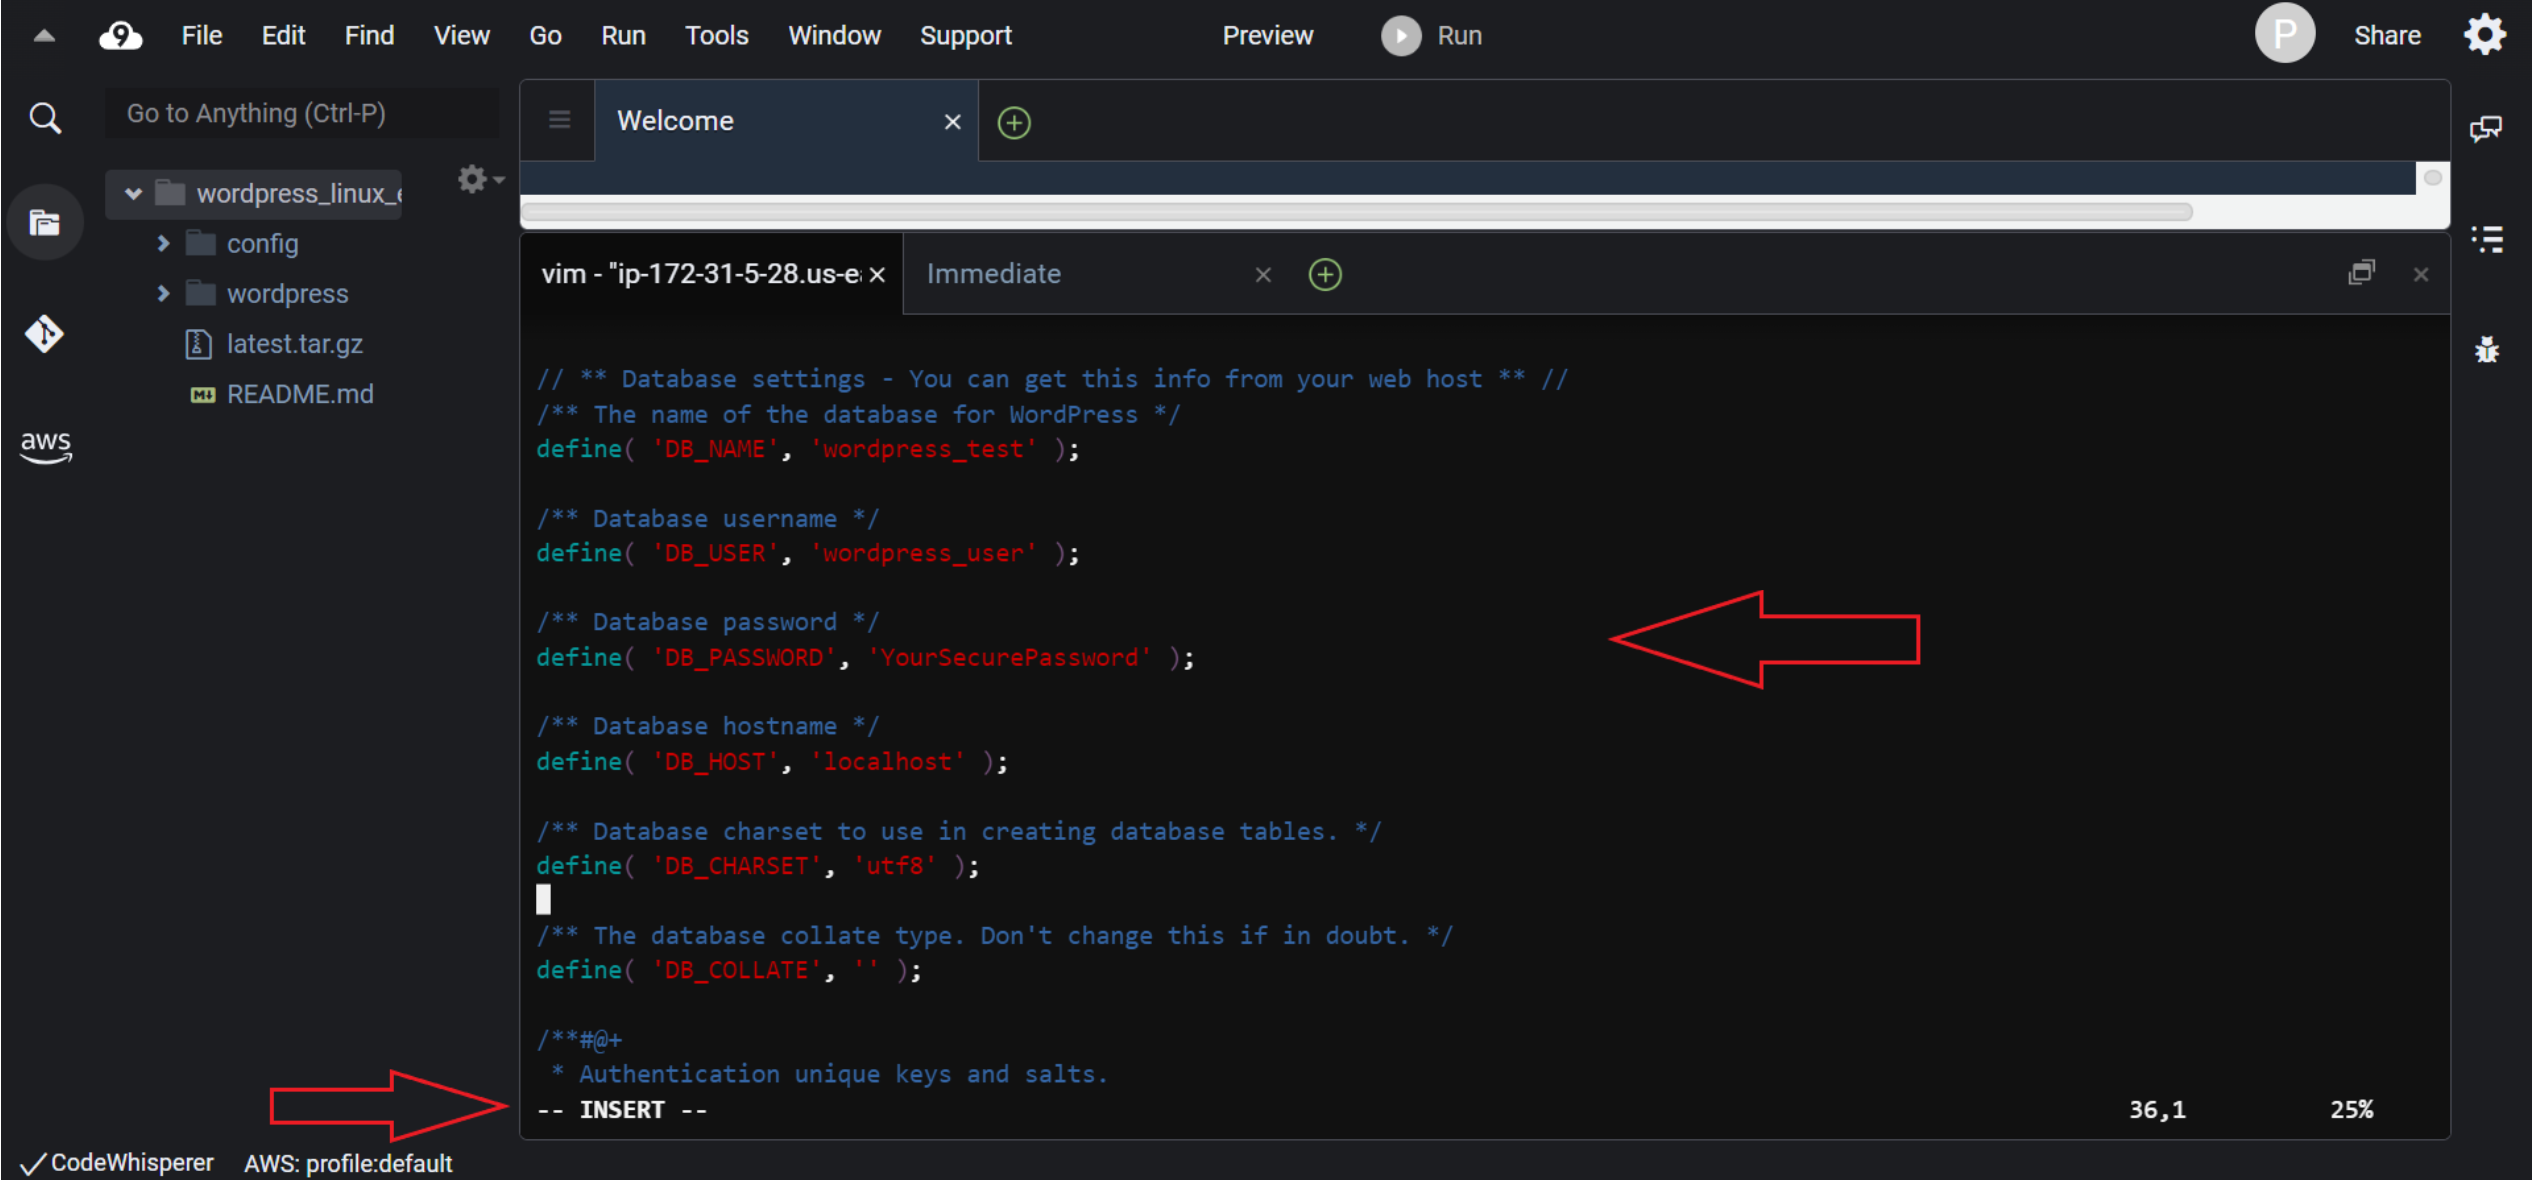 9 File Edit Find View Go Run Tools Window Support Preview Run P Share
Go to Anything (Ctrl-P)
Welcome
wordpress_linux_e
config
wordpress
latest.tar.gz
README.md
aws
vim - "ip-172-31-5-28.us-ea Immediate
// ** Database settings - You can get this info from your web host ** //
/** The name of the database for WordPress */
define( 'DB_NAME', 'wordpress_test' );
/** Database username */
define( 'DB_USER', 'wordpress_user' );
/** Database password */
define( 'DB_PASSWORD', 'YourSecurePassword' );
/** Database hostname */
define( 'DB_HOST', 'localhost' );
/** Database charset to use in creating database tables. */
define( 'DB_CHARSET', 'utf8' );
/** The database collate type. Don't change this if in doubt. */
define( 'DB_COLLATE', '' );
/**#@+
* Authentication unique keys and salts.
-- INSERT -- 36,1 25%
CodeWhisperer AWS: profile:default